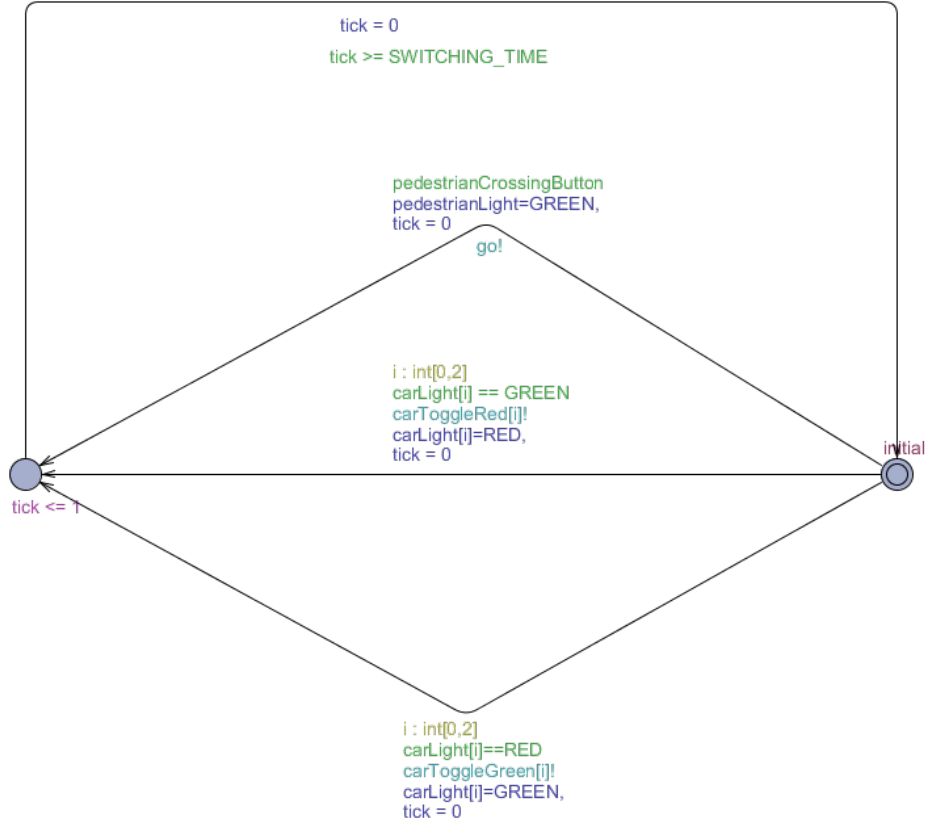 tick = 0
tick >= SWITCHING_TIME
pedestrianCrossingButton
pedestrianLight=GREEN,
tick = 0
go!
i : int[0,2]
carLight[i] == GREEN
carToggleRed[i]!
carLight[i]=RED,
tick = 0
initial
tick <= 1
i : int[0,2]
carLight[i]==RED
carToggleGreen[i]!
carLight[i]=GREEN,
tick = 0